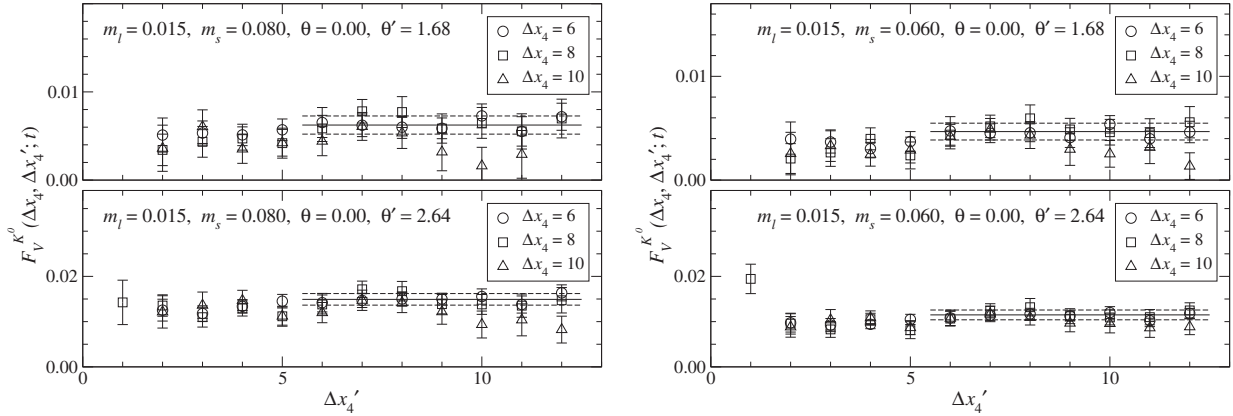 m_l = 0.015, m_s = 0.080, θ = 0.00, θ′ = 1.68
Δx_4 = 6
Δx_4 = 8
Δx_4 = 10
0.01
0.00
m_l = 0.015, m_s = 0.080, θ = 0.00, θ′ = 2.64
Δx_4 = 6
Δx_4 = 8
Δx_4 = 10
0.02
0.00
0 5 10
Δx_4′
F_V^{K^0} (Δx_4, Δx_4′; t)
m_l = 0.015, m_s = 0.060, θ = 0.00, θ′ = 1.68
Δx_4 = 6
Δx_4 = 8
Δx_4 = 10
0.01
0.00
m_l = 0.015, m_s = 0.060, θ = 0.00, θ′ = 2.64
Δx_4 = 6
Δx_4 = 8
Δx_4 = 10
0.02
0.00
0 5 10
Δx_4′
F_V^{K^0} (Δx_4, Δx_4′; t)